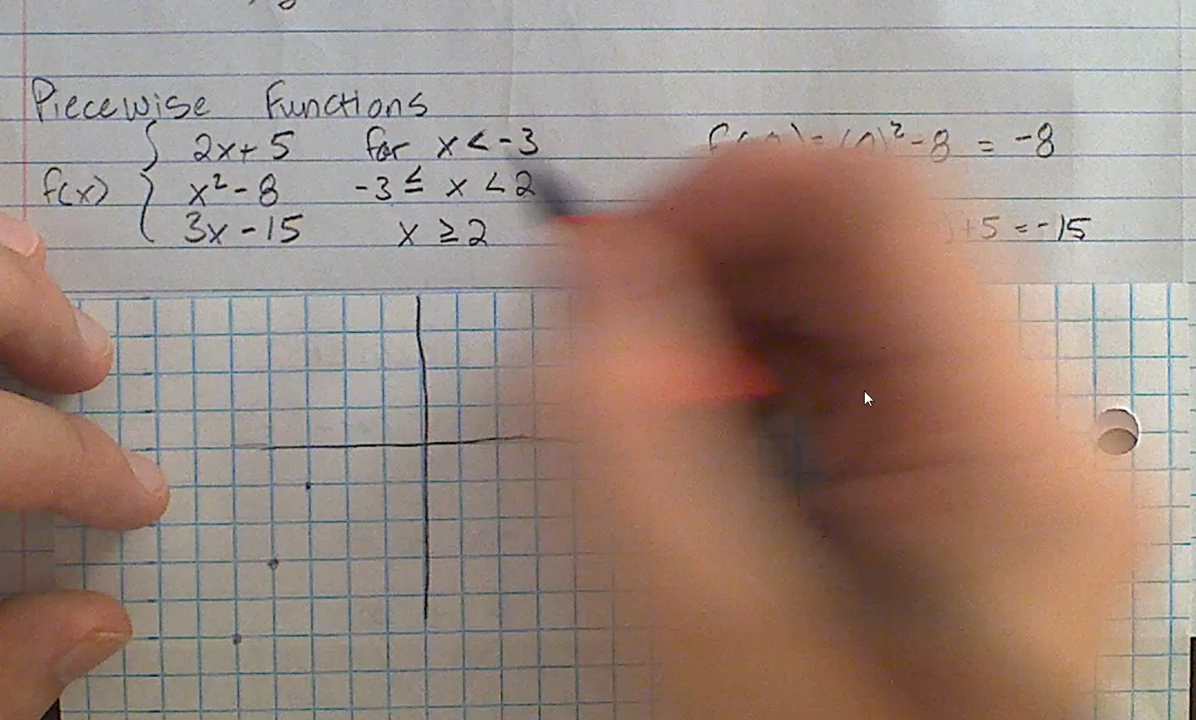 Piecewise Functions
2x+5 for x < -3 = -8
f(x) { x² - 8 -3 ≤ x < 2
3x - 15 x ≥ 2 +5 = -15